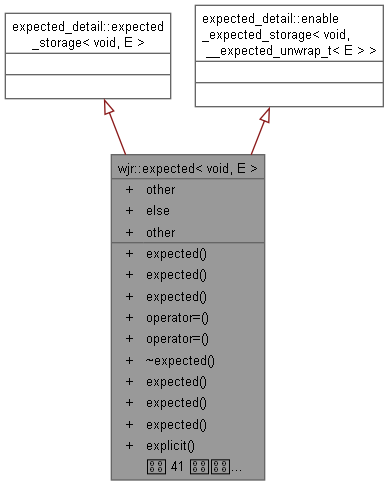 expected_detail::expected
_storage< void, E >
expected_detail::enable
_expected_storage< void,
__expected_unwrap_t< E > >
wjr::expected< void, E >
+ other
+ else
+ other
+ expected()
+ expected()
+ expected()
+ operator=()
+ operator=()
+ ~expected()
+ expected()
+ expected()
+ expected()
+ explicit()
41 ...